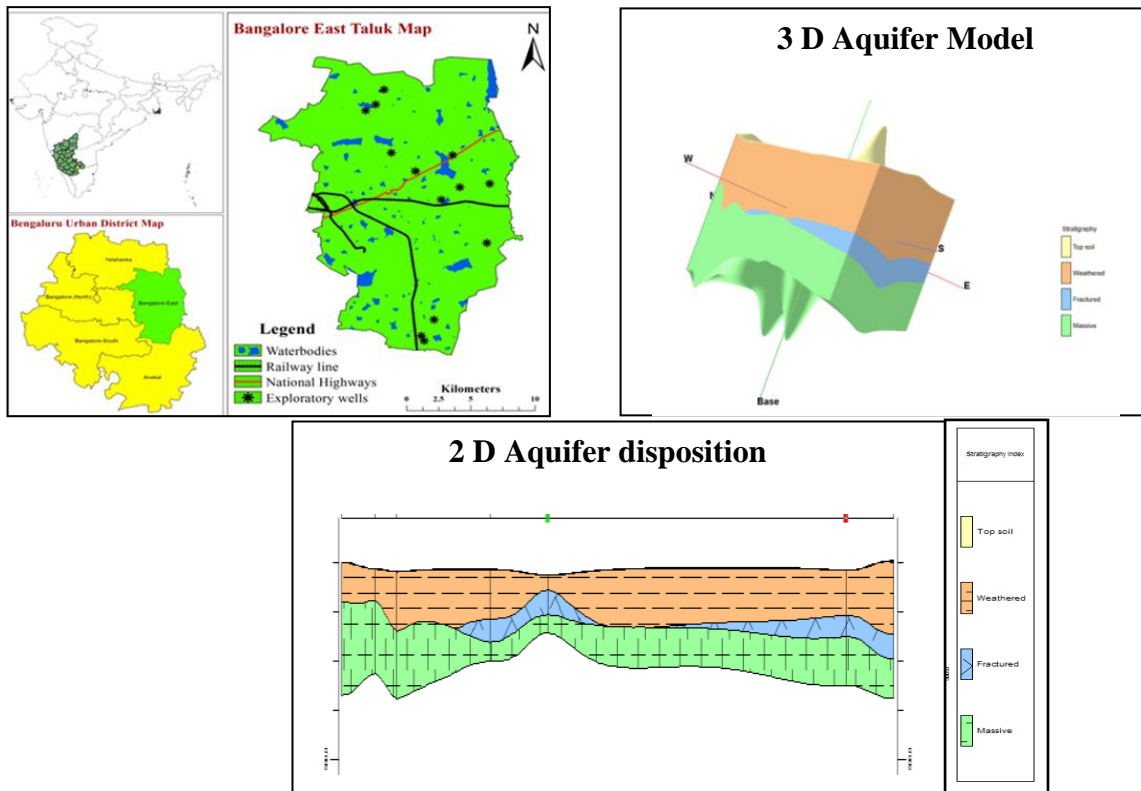 Bangalore East Taluk Map
N
Legend
Waterbodies
Railway line
National Highways
Exploratory wells
Kilometers
0 2.5 5 10
Bengaluru Urban District Map
Yelahanka
Bangalore (North)
Bangalore-East
Bangalore-South
Anekal
3 D Aquifer Model
W
N
S
E
Base
Stratigraphy
Top soil
Weathered
Fractured
Massive
2 D Aquifer disposition
Stratigraphy index
Top soil
Weathered
Fractured
Massive